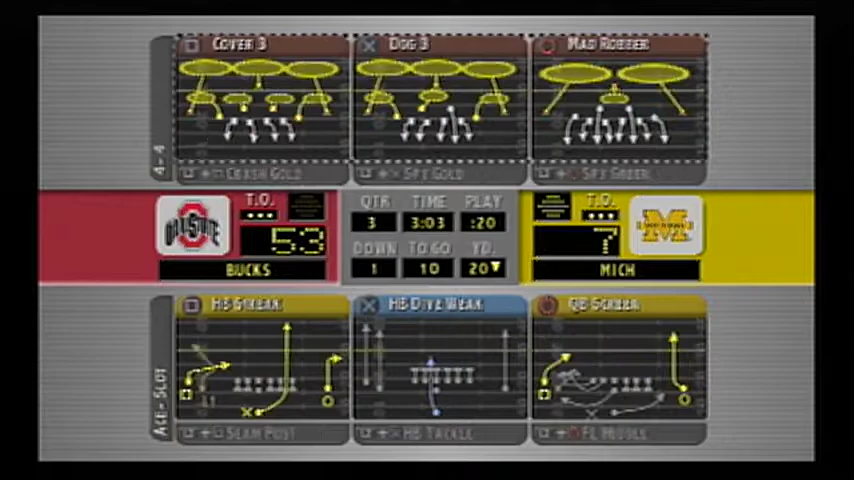 COVER 3 DOG 3 MAD ROBBER
4-4
CRASH GOLD SPY GOLD SPY GREEN
T.O. QTR TIME PLAY T.O.
53 3 3:03 :20 7
DOWN TO GO YD.
BUCKS 1 10 20 MICH
HB STREAK HB DIVE WEAK QB SCREEN
ACE-SLOT
SLAM POST HB TACKLE FL MIDDLE